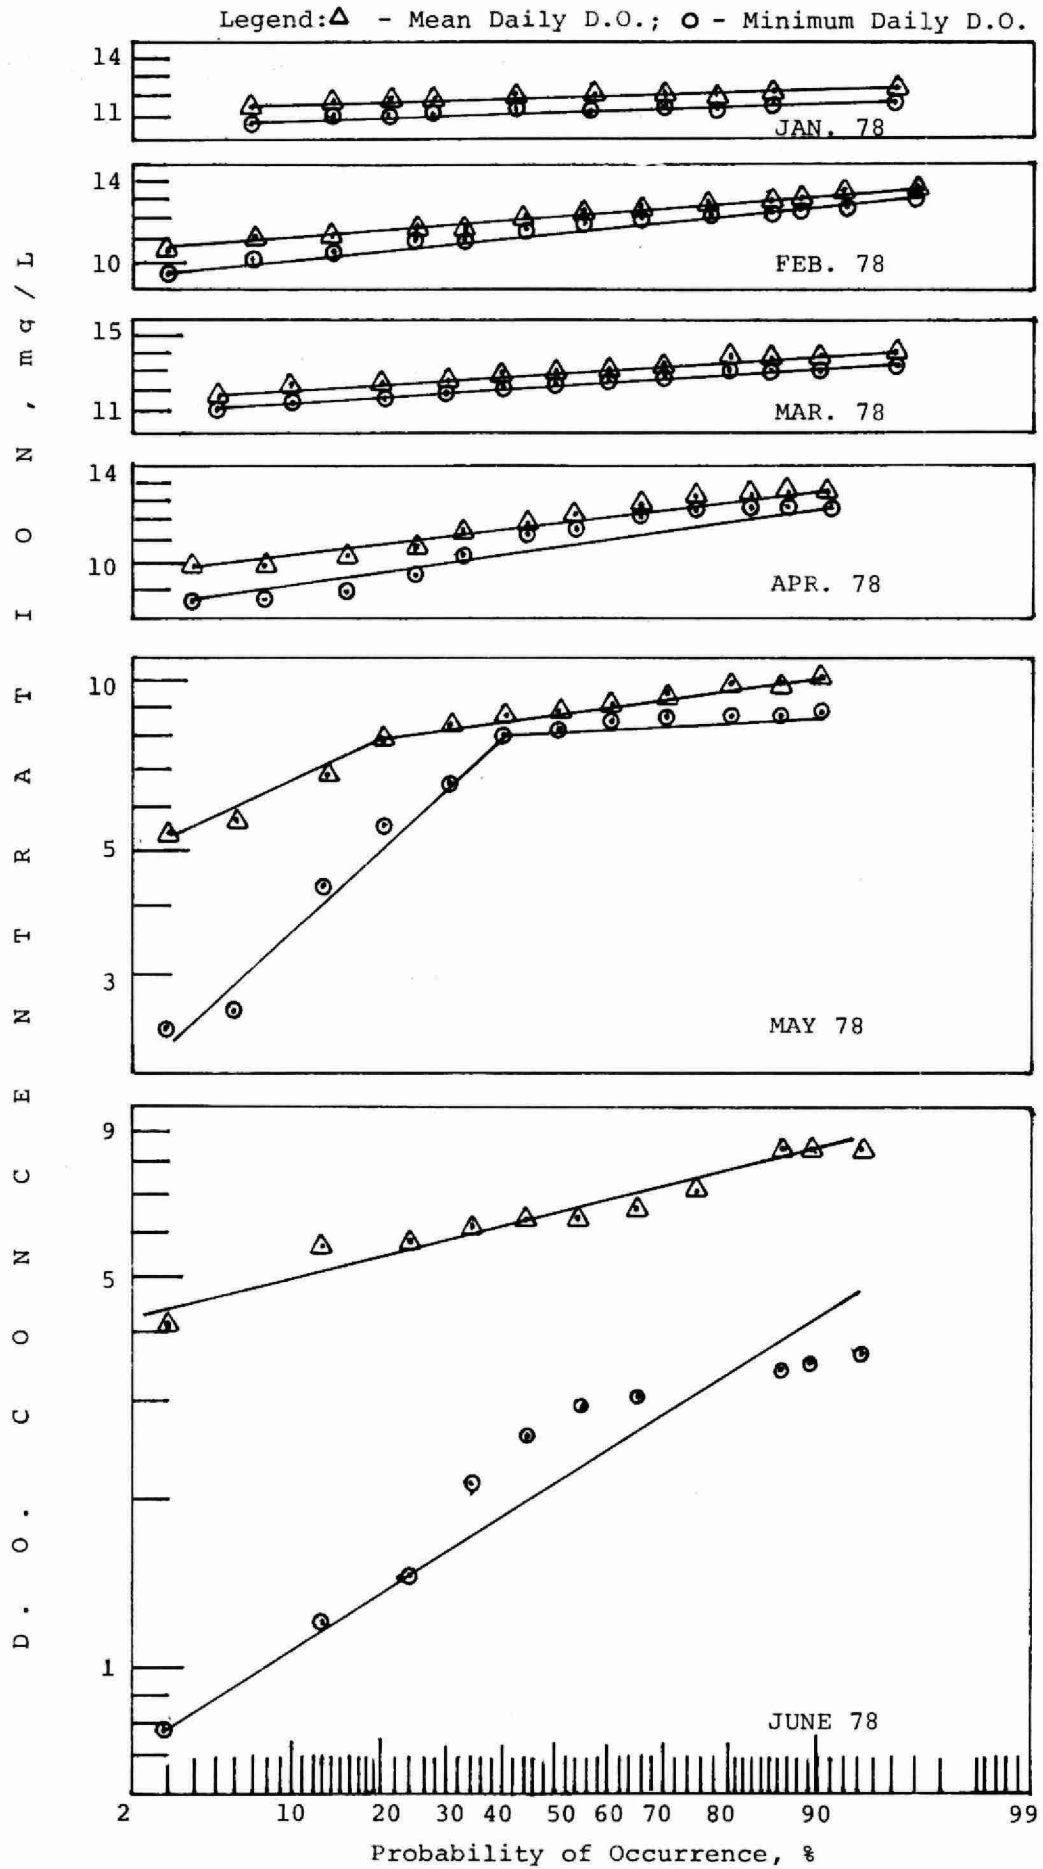 Legend:△ - Mean Daily D.O.; ⊙ - Minimum Daily D.O.
14
11
JAN. 78
14
10
FEB. 78
15
11
MAR. 78
14
10
APR. 78
10
5
3
MAY 78
9
5
1
JUNE 78
2 10 20 30 40 50 60 70 80 90 99
Probability of Occurrence, %
D.O. CONCENTRATION, mg/L